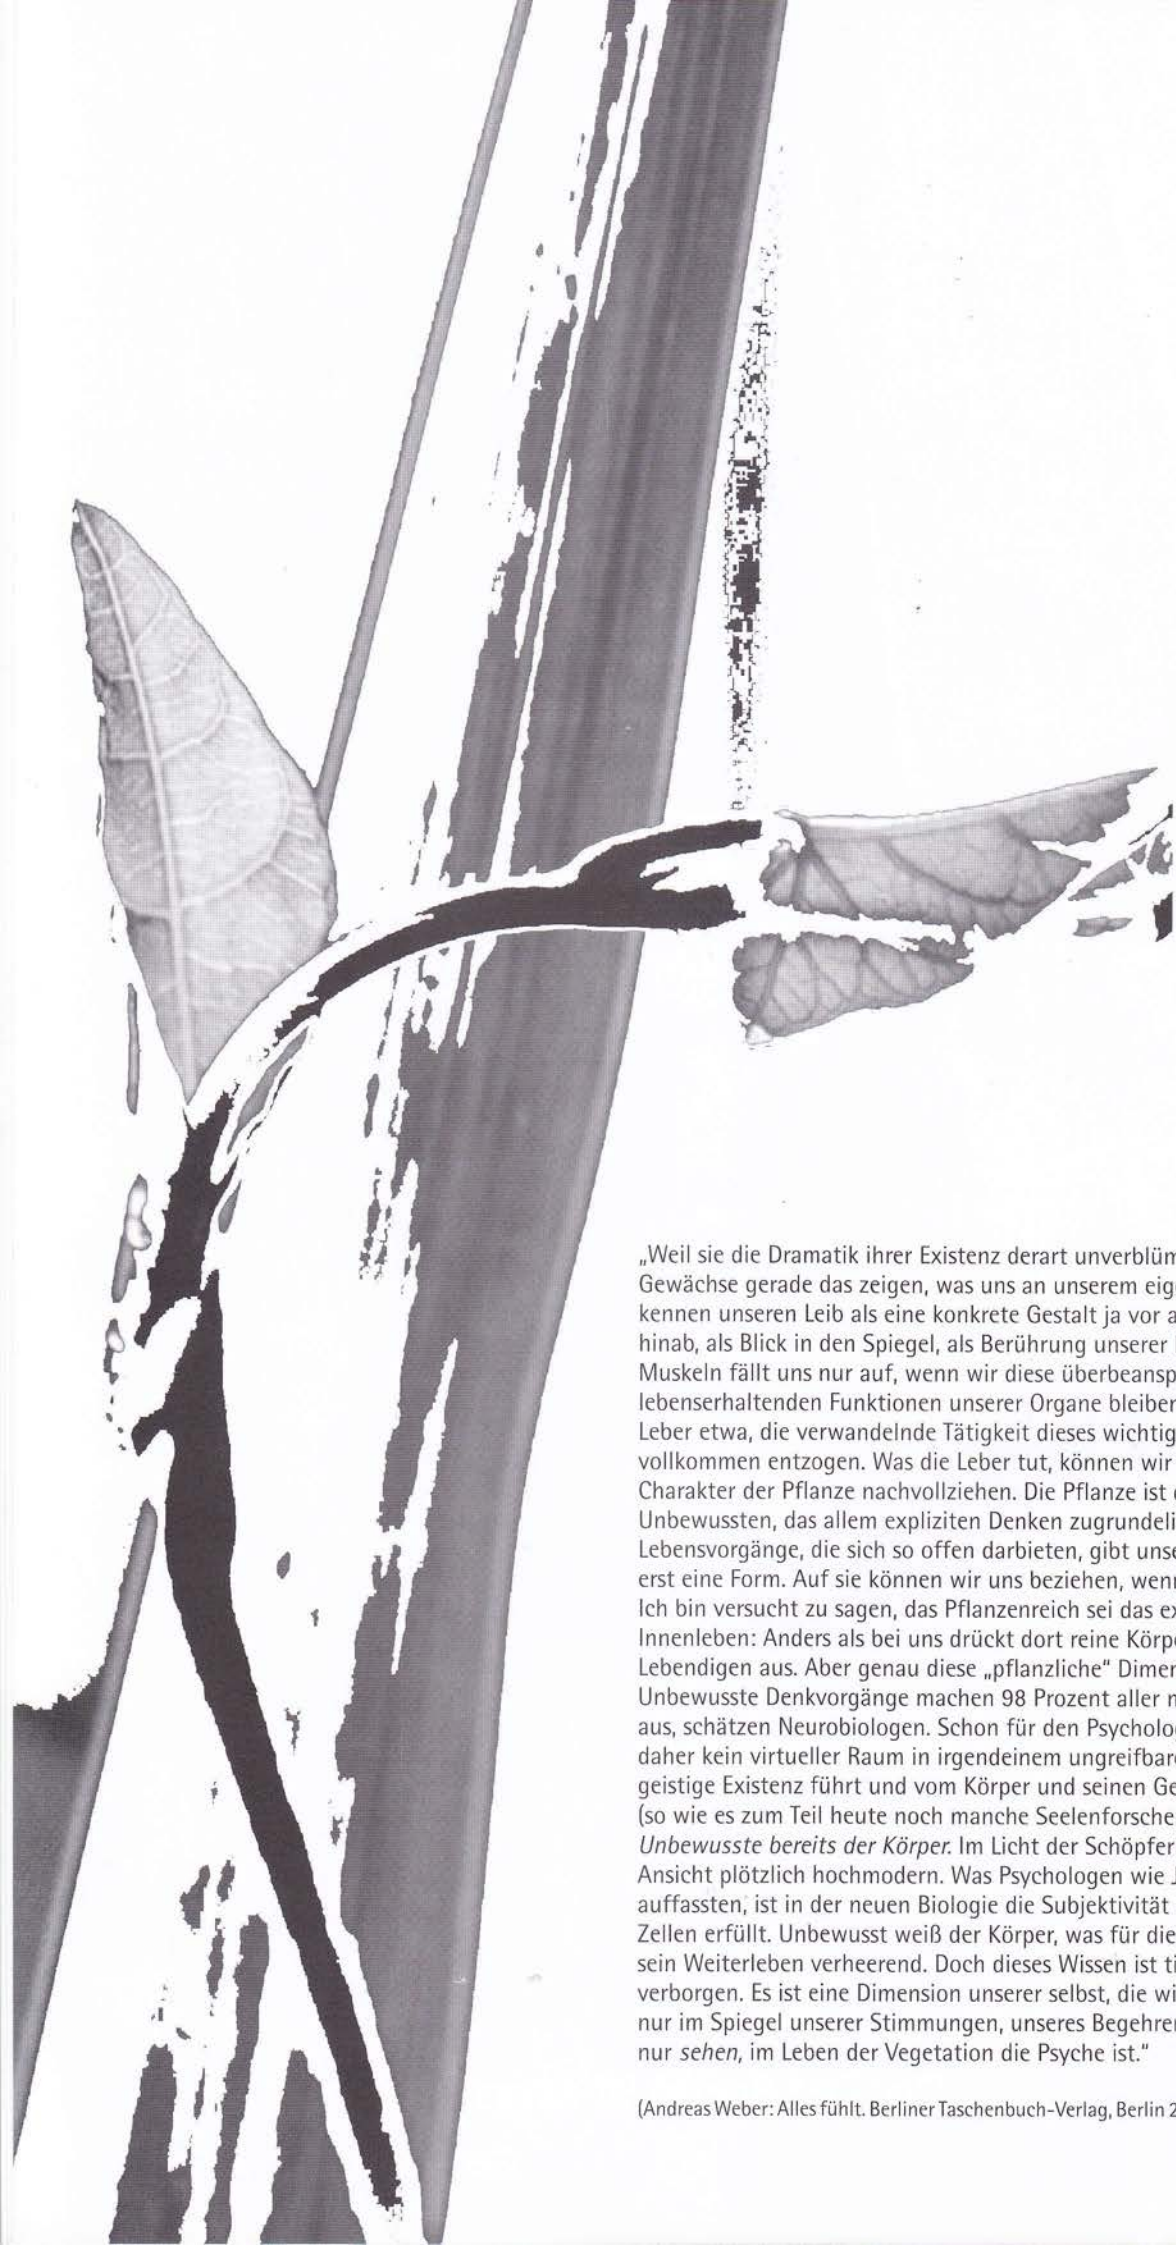 „Weil sie die Dramatik ihrer Existenz derart unverblüm
Gewächse gerade das zeigen, was uns an unserem eig
kennen unseren Leib als eine konkrete Gestalt ja vor a
hinab, als Blick in den Spiegel, als Berührung unserer
Muskeln fällt uns nur auf, wenn wir diese überbeansp
lebenserhaltenden Funktionen unserer Organe bleiben
Leber etwa, die verwandelnde Tätigkeit dieses wichtig
vollkommen entzogen. Was die Leber tut, können wir
Charakter der Pflanze nachvollziehen. Die Pflanze ist
Unbewussten, das allem expliziten Denken zugrundeli
Lebensvorgänge, die sich so offen darbieten, gibt unse
erst eine Form. Auf sie können wir uns beziehen, wenn
Ich bin versucht zu sagen, das Pflanzenreich sei das ex
Innenleben: Anders als bei uns drückt dort reine Körpe
Lebendigen aus. Aber genau diese „pflanzliche" Dimen
Unbewusste Denkvorgänge machen 98 Prozent aller
aus, schätzen Neurobiologen. Schon für den Psycholo
daher kein virtueller Raum in irgendeinem ungreifbare
geistige Existenz führt und vom Körper und seinen Ge
(so wie es zum Teil heute noch manche Seelenforsche
Unbewusste bereits der Körper. Im Licht der Schöpfer
Ansicht plötzlich hochmodern. Was Psychologen wie
auffassten, ist in der neuen Biologie die Subjektivität
Zellen erfüllt. Unbewusst weiß der Körper, was für die
sein Weiterleben verheerend. Doch dieses Wissen ist ti
verborgen. Es ist eine Dimension unserer selbst, die wi
nur im Spiegel unserer Stimmungen, unseres Begehren
nur sehen, im Leben der Vegetation die Psyche ist."
(Andreas Weber: Alles fühlt. Berliner Taschenbuch-Verlag, Berlin 2